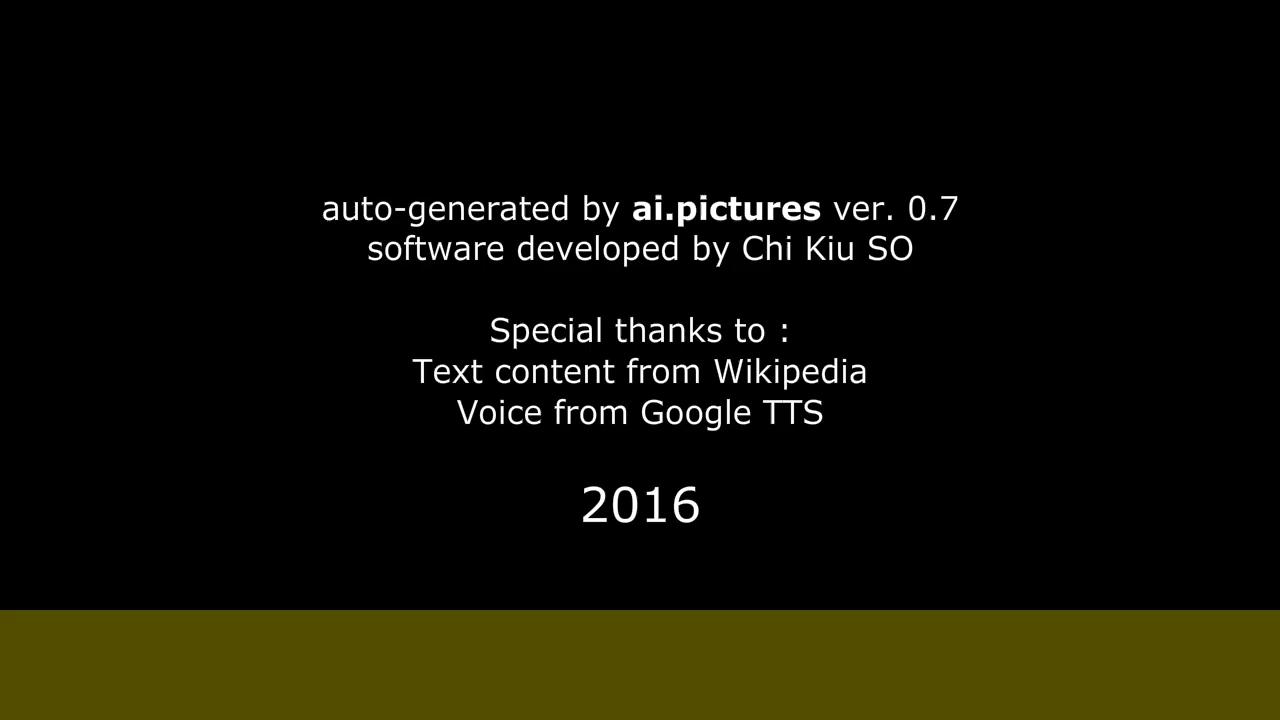 auto-generated by ai.pictures ver. 0.7
software developed by Chi Kiu SO
Special thanks to :
Text content from Wikipedia
Voice from Google TTS
2016